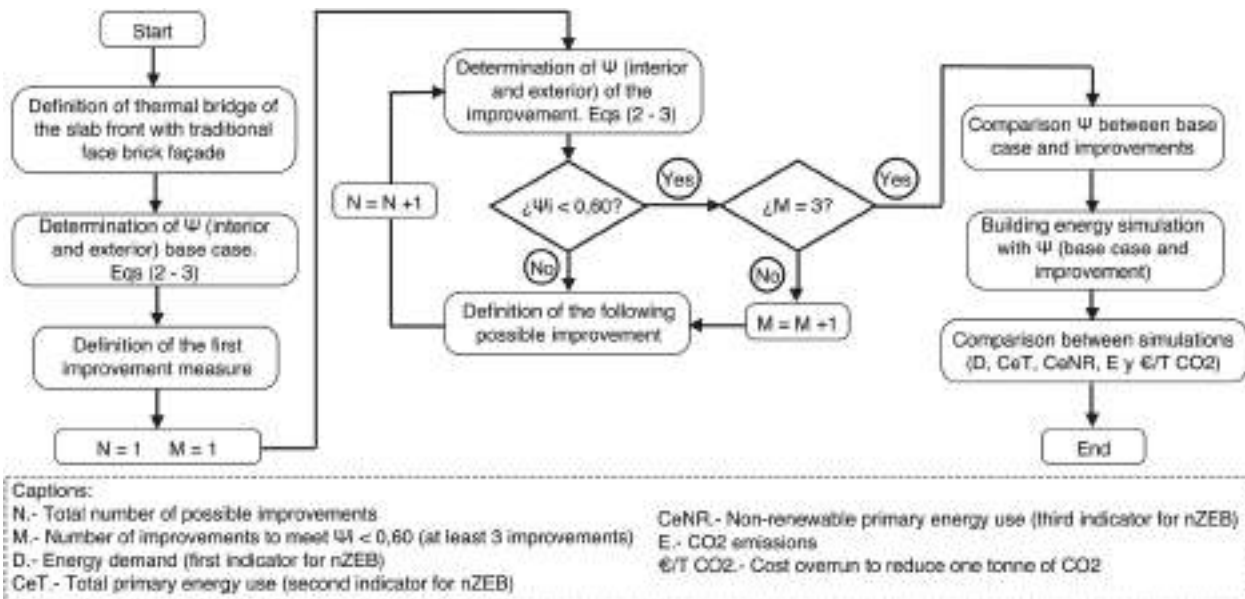 Start
Definition of thermal bridge of
the slab front with traditional
face brick façade
Determination of Ψ (interior
and exterior) base case.
Eqs (2 - 3)
Definition of the first
improvement measure
N = 1 M = 1
Determination of Ψ (interior
and exterior) of the
improvement. Eqs (2 - 3)
N = N +1
¿Ψi < 0,60?
Yes
¿M = 3?
Yes
No
No
Definition of the following
possible improvement
M = M +1
Comparison Ψ between base
case and improvements
Building energy simulation
with Ψ (base case and
improvement)
Comparison between simulations
(D, CeT, CeNR, E y €/T CO2)
End
Captions:
N.- Total number of possible improvements
M.- Number of improvements to meet Ψi < 0,60 (at least 3 improvements)
D.- Energy demand (first indicator for nZEB)
CeT.- Total primary energy use (second indicator for nZEB)
CeNR.- Non-renewable primary energy use (third indicator for nZEB)
E.- CO2 emissions
€/T CO2.- Cost overrun to reduce one tonne of CO2